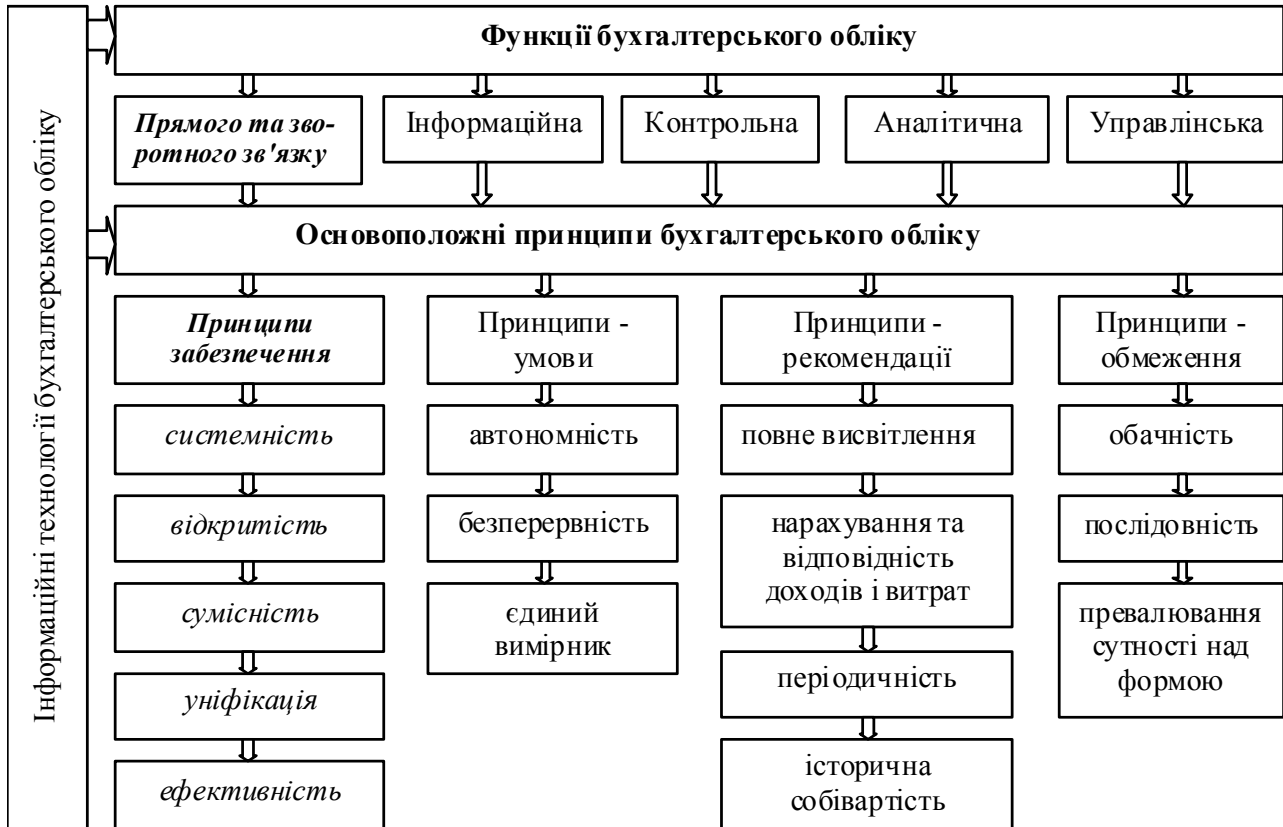 Інформаційні технології бухгалтерського обліку
Функції бухгалтерського обліку
Прямого та зво-
ротного зв'язку
Інформаційна
Контрольна
Аналітична
Управлінська
Основоположні принципи бухгалтерського обліку
Принципи
забезпечення
системність
відкритість
сумісність
уніфікація
ефективність
Принципи -
умови
автономність
безперервність
єдиний
вимірник
Принципи -
рекомендації
повне висвітлення
нарахування та
відповідність
доходів і витрат
періодичність
історична
собівартість
Принципи -
обмеження
обачність
послідовність
превалювання
сутності над
формою